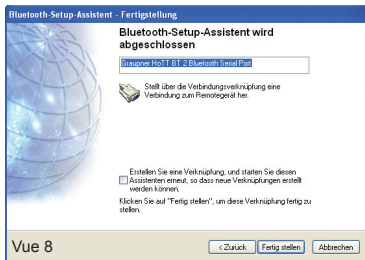 Bluetooth-Setup-Assistent - Fertigstellung
Bluetooth-Setup-Assistent wird
abgeschlossen
Graupner HoTT BT 2 Bluetooth Serial Port
Stellt über die Verbindungsverknüpfung eine
Verbindung zum Remotegerät her.
Erstellen Sie eine Verknüpfung, und starten Sie diesen
Assistenten erneut, so dass neue Verknüpfungen erstellt
werden können.
Klicken Sie auf "Fertig stellen", um diese Verknüpfung fertig zu
stellen.
Vue 8
< Zurück
Fertig stellen
Abbrechen